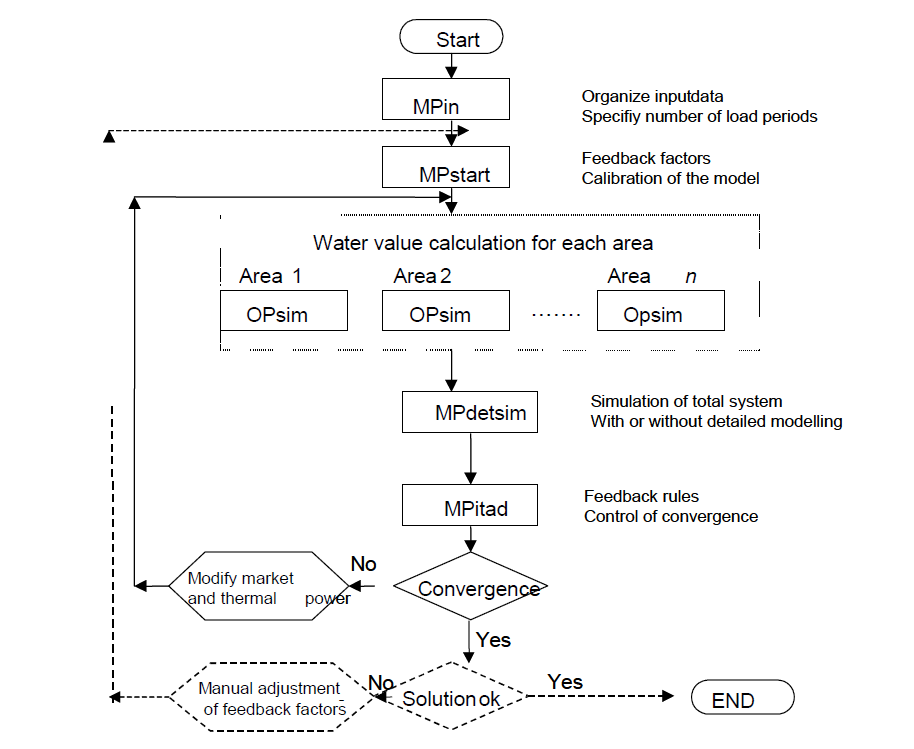 Start
MPin
Organize inputdata
Specifiy number of load periods
MPstart
Feedback factors
Calibration of the model
Water value calculation for each area
Area 1
Area 2
Area n
OPsim
OPsim
.......
Opsim
MPdetsim
Simulation of total system
With or without detailed modelling
MPitad
Feedback rules
Control of convergence
No
Modify market
and thermal power
Convergence
Yes
Manual adjustment
of feedback factors
No
Solution ok
Yes
END